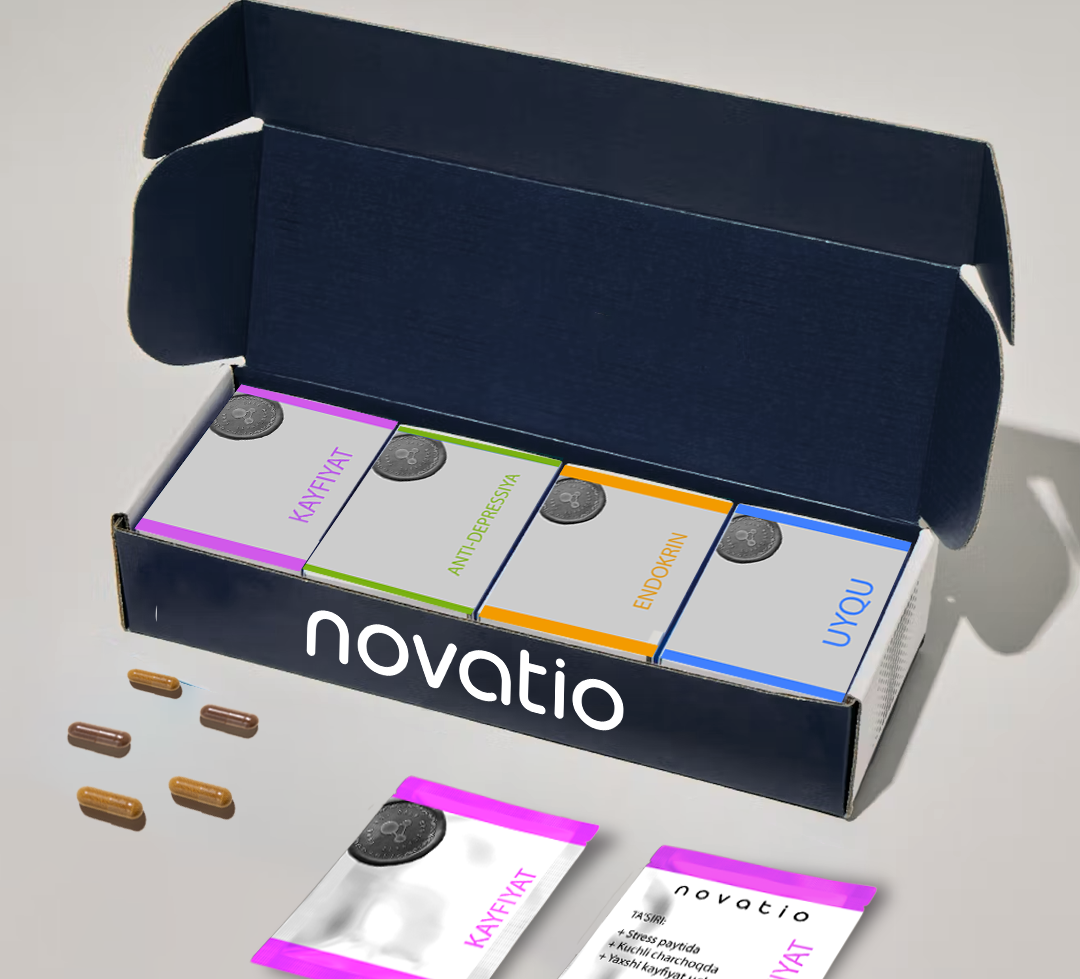 KAYFIYAT
ANTI-DEPRESSIYA
ENDOKRIN
UYQU
novatio
KAYFIYAT
novatio
TA'SIRI:
+ Stress paytida
+ Kuchli charchoqda
+ Yaxshi kayfiyat